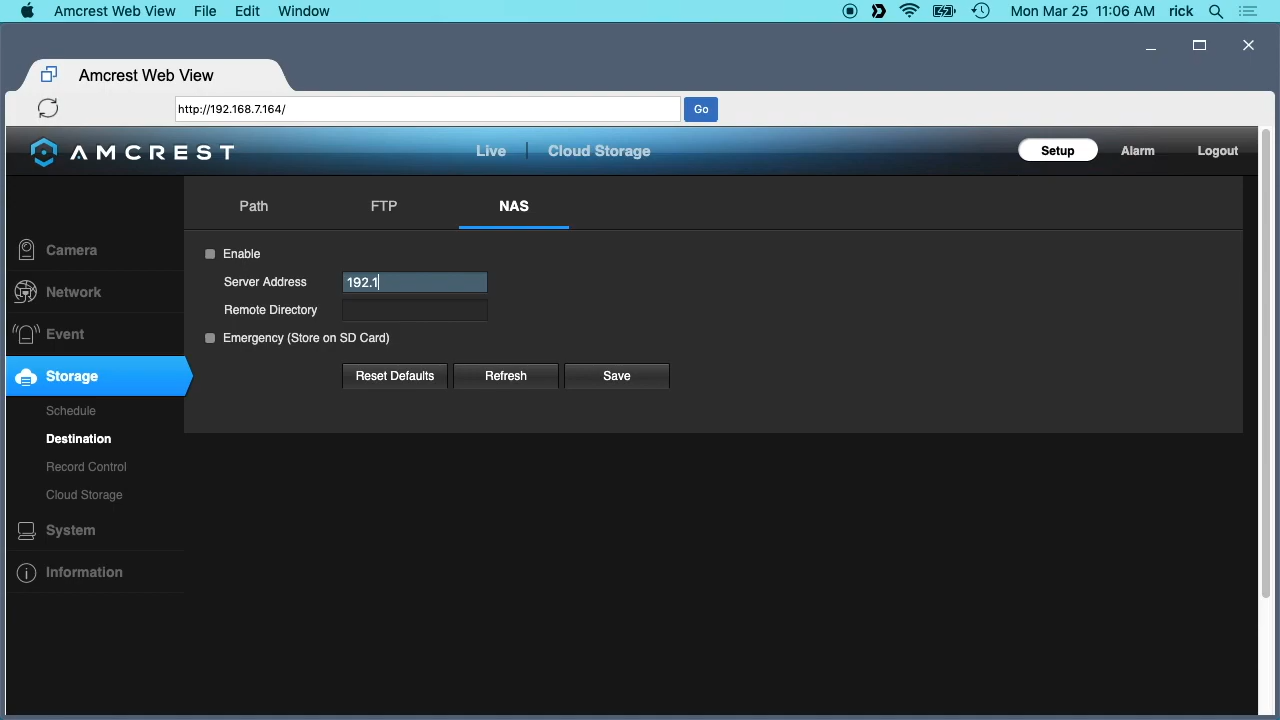 Amcrest Web View File Edit Window Mon Mar 25 11:06 AM rick
Amcrest Web View
http://192.168.7.164/ Go
AMCREST Live Cloud Storage Setup Alarm Logout
Path FTP NAS
Camera
Network
Event
Storage
Schedule
Destination
Record Control
Cloud Storage
System
Information
Enable
Server Address 192.1
Remote Directory
Emergency (Store on SD Card)
Reset Defaults Refresh Save